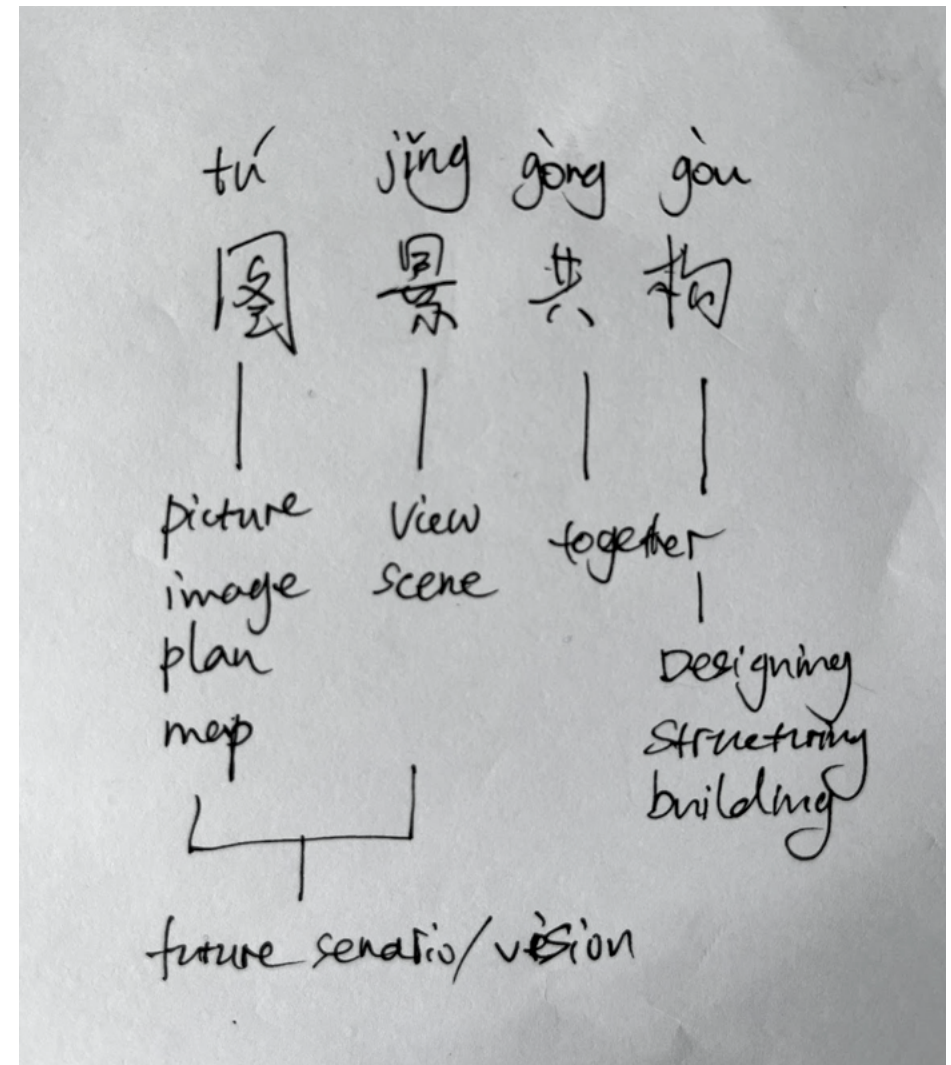 tú jǐng gòng gòu
图 景 共 构
picture view together
image scene
plan Designing
map Structuring
building
future senario/vision